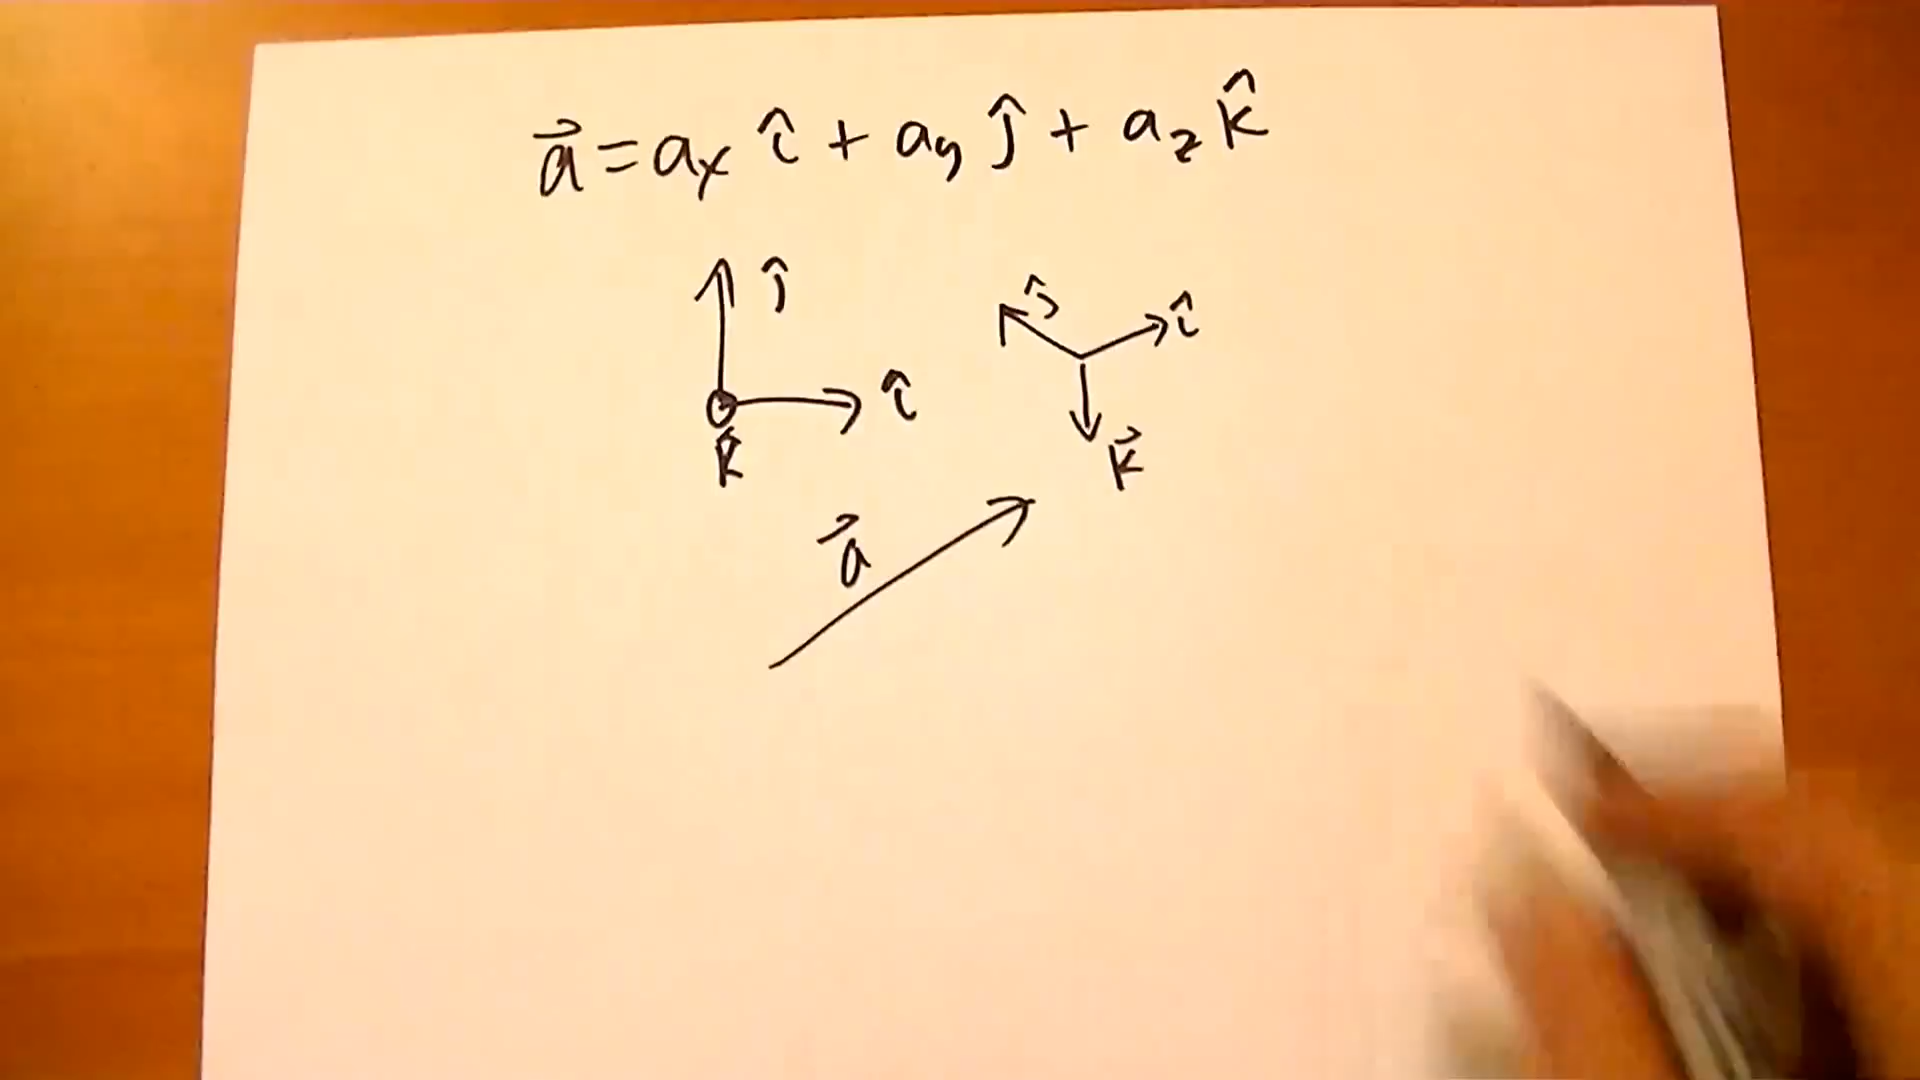 a⃗ = aₓ î + a_y ĵ + a_z k̂
ĵ
ĵ î
î
k̂ k⃗
a⃗